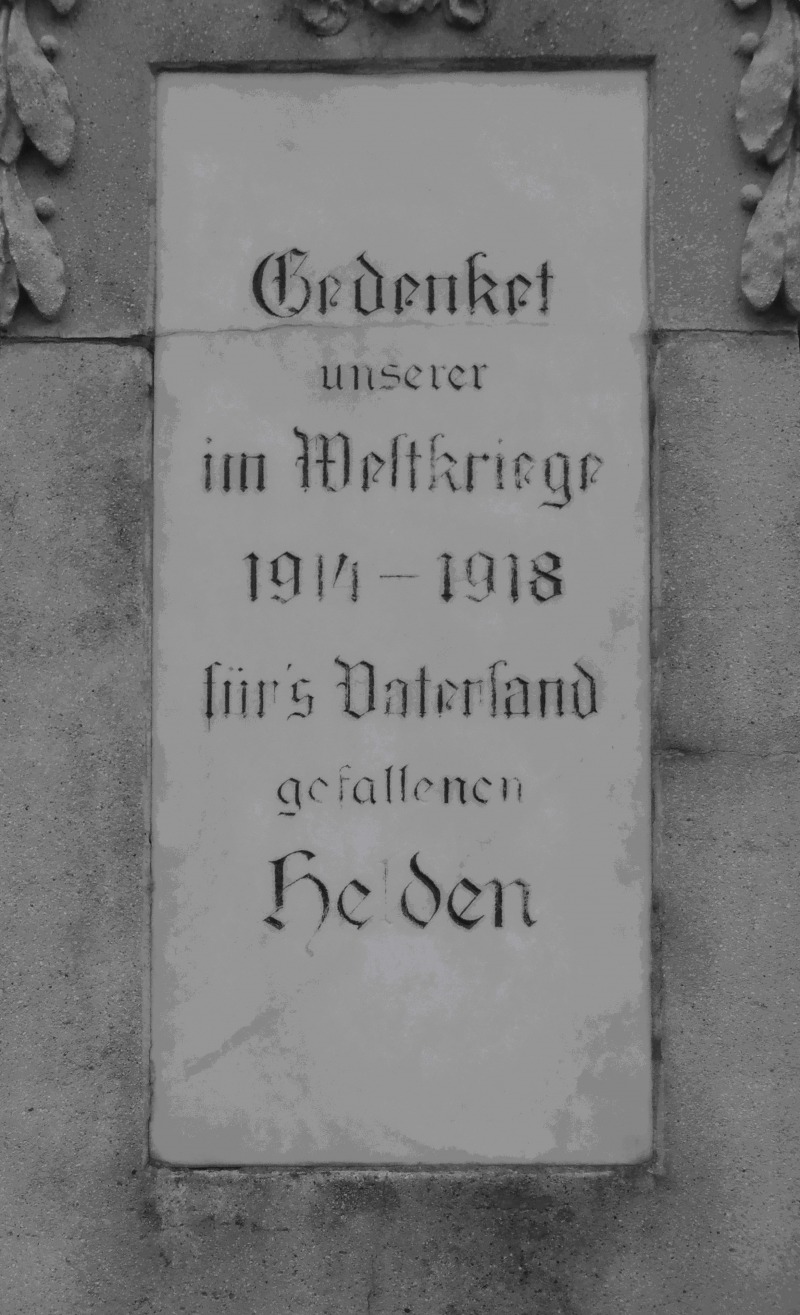 Gedenket
unserer
im Weltkriege
1914 – 1918
für's Vaterland
gefallenen
Helden